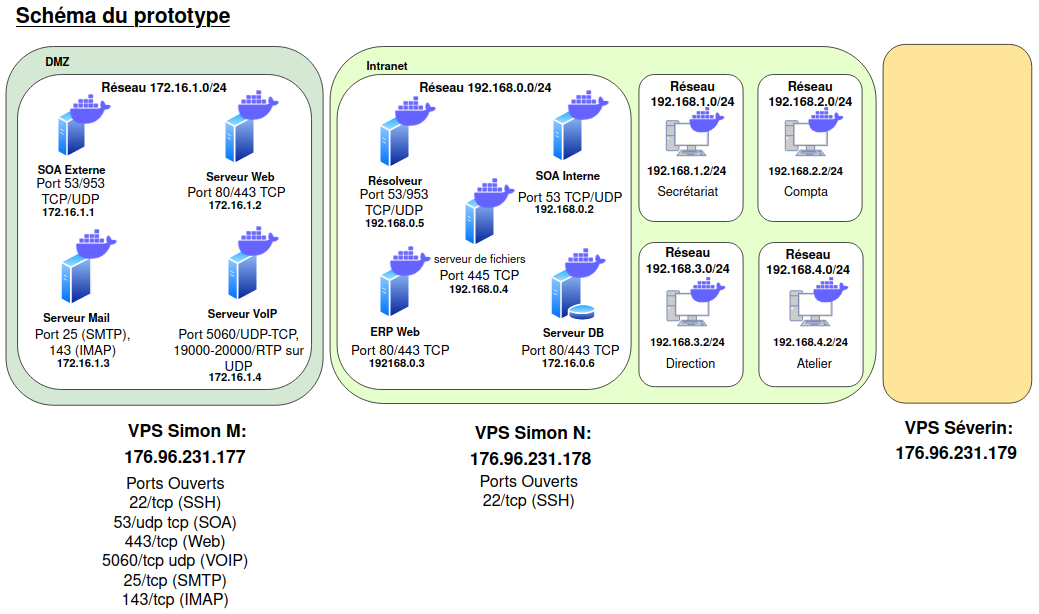 Schéma du prototype
DMZ
Réseau 172.16.1.0/24
SOA Externe
Port 53/953
TCP/UDP
172.16.1.1
Serveur Web
Port 80/443 TCP
172.16.1.2
Serveur Mail
Port 25 (SMTP),
143 (IMAP)
172.16.1.3
Serveur VoIP
Port 5060/UDP-TCP,
19000-20000/RTP sur
UDP
172.16.1.4
Intranet
Réseau 192.168.0.0/24
Résolveur
Port 53/953
TCP/UDP
192.168.0.5
SOA Interne
Port 53 TCP/UDP
192.168.0.2
serveur de fichiers
Port 445 TCP
192.168.0.4
ERP Web
Port 80/443 TCP
192168.0.3
Serveur DB
Port 80/443 TCP
172.16.0.6
Réseau
192.168.1.0/24
192.168.1.2/24
Secrétariat
Réseau
192.168.2.0/24
192.168.2.2/24
Compta
Réseau
192.168.3.0/24
192.168.3.2/24
Direction
Réseau
192.168.4.0/24
192.168.4.2/24
Atelier
VPS Simon M:
176.96.231.177
Ports Ouverts
22/tcp (SSH)
53/udp tcp (SOA)
443/tcp (Web)
5060/tcp udp (VOIP)
25/tcp (SMTP)
143/tcp (IMAP)
VPS Simon N:
176.96.231.178
Ports Ouverts
22/tcp (SSH)
VPS Séverin:
176.96.231.179